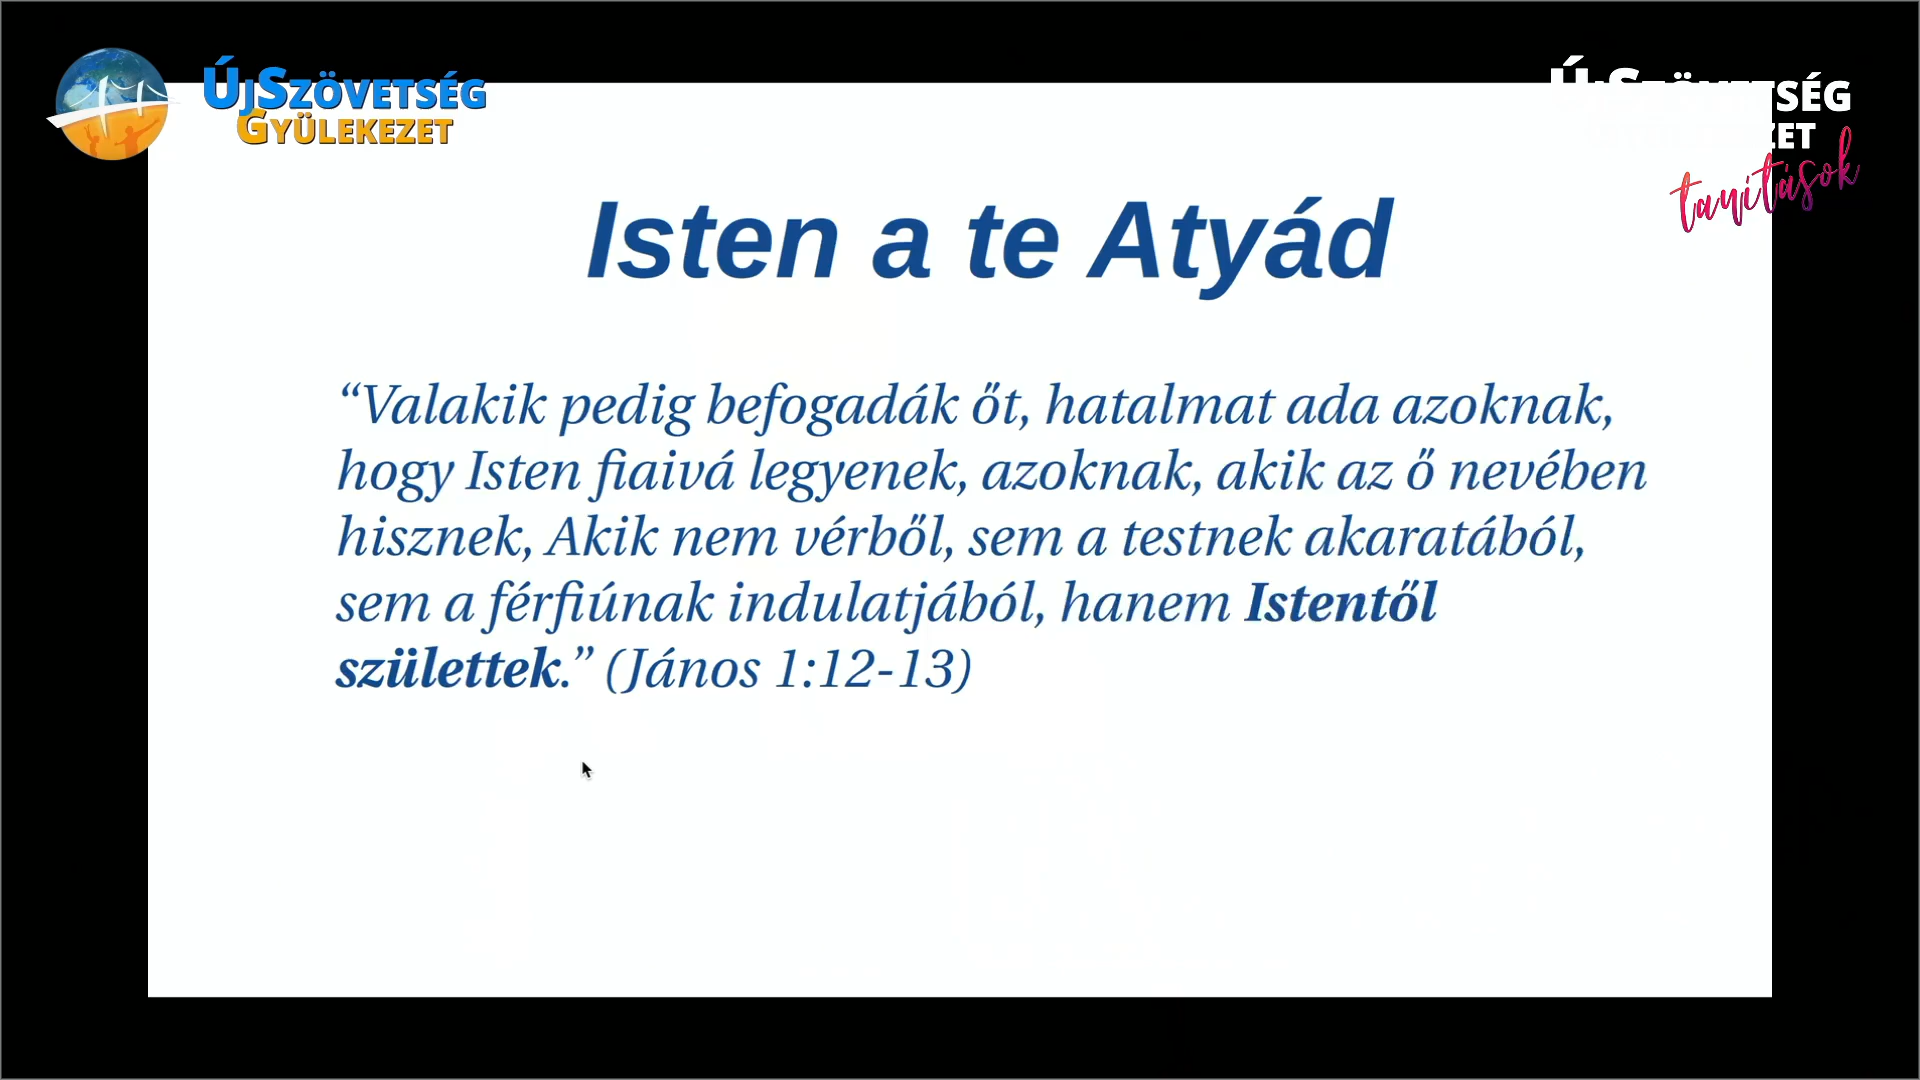 ÚJSZÖVETSÉG
GYÜLEKEZET
tanítások
Isten a te Atyád
“Valakik pedig befogadák őt, hatalmat ada azoknak,
hogy Isten fiaivá legyenek, azoknak, akik az ő nevében
hisznek, Akik nem vérből, sem a testnek akaratából,
sem a férfiúnak indulatjából, hanem Istentől
születtek.” (János 1:12-13)